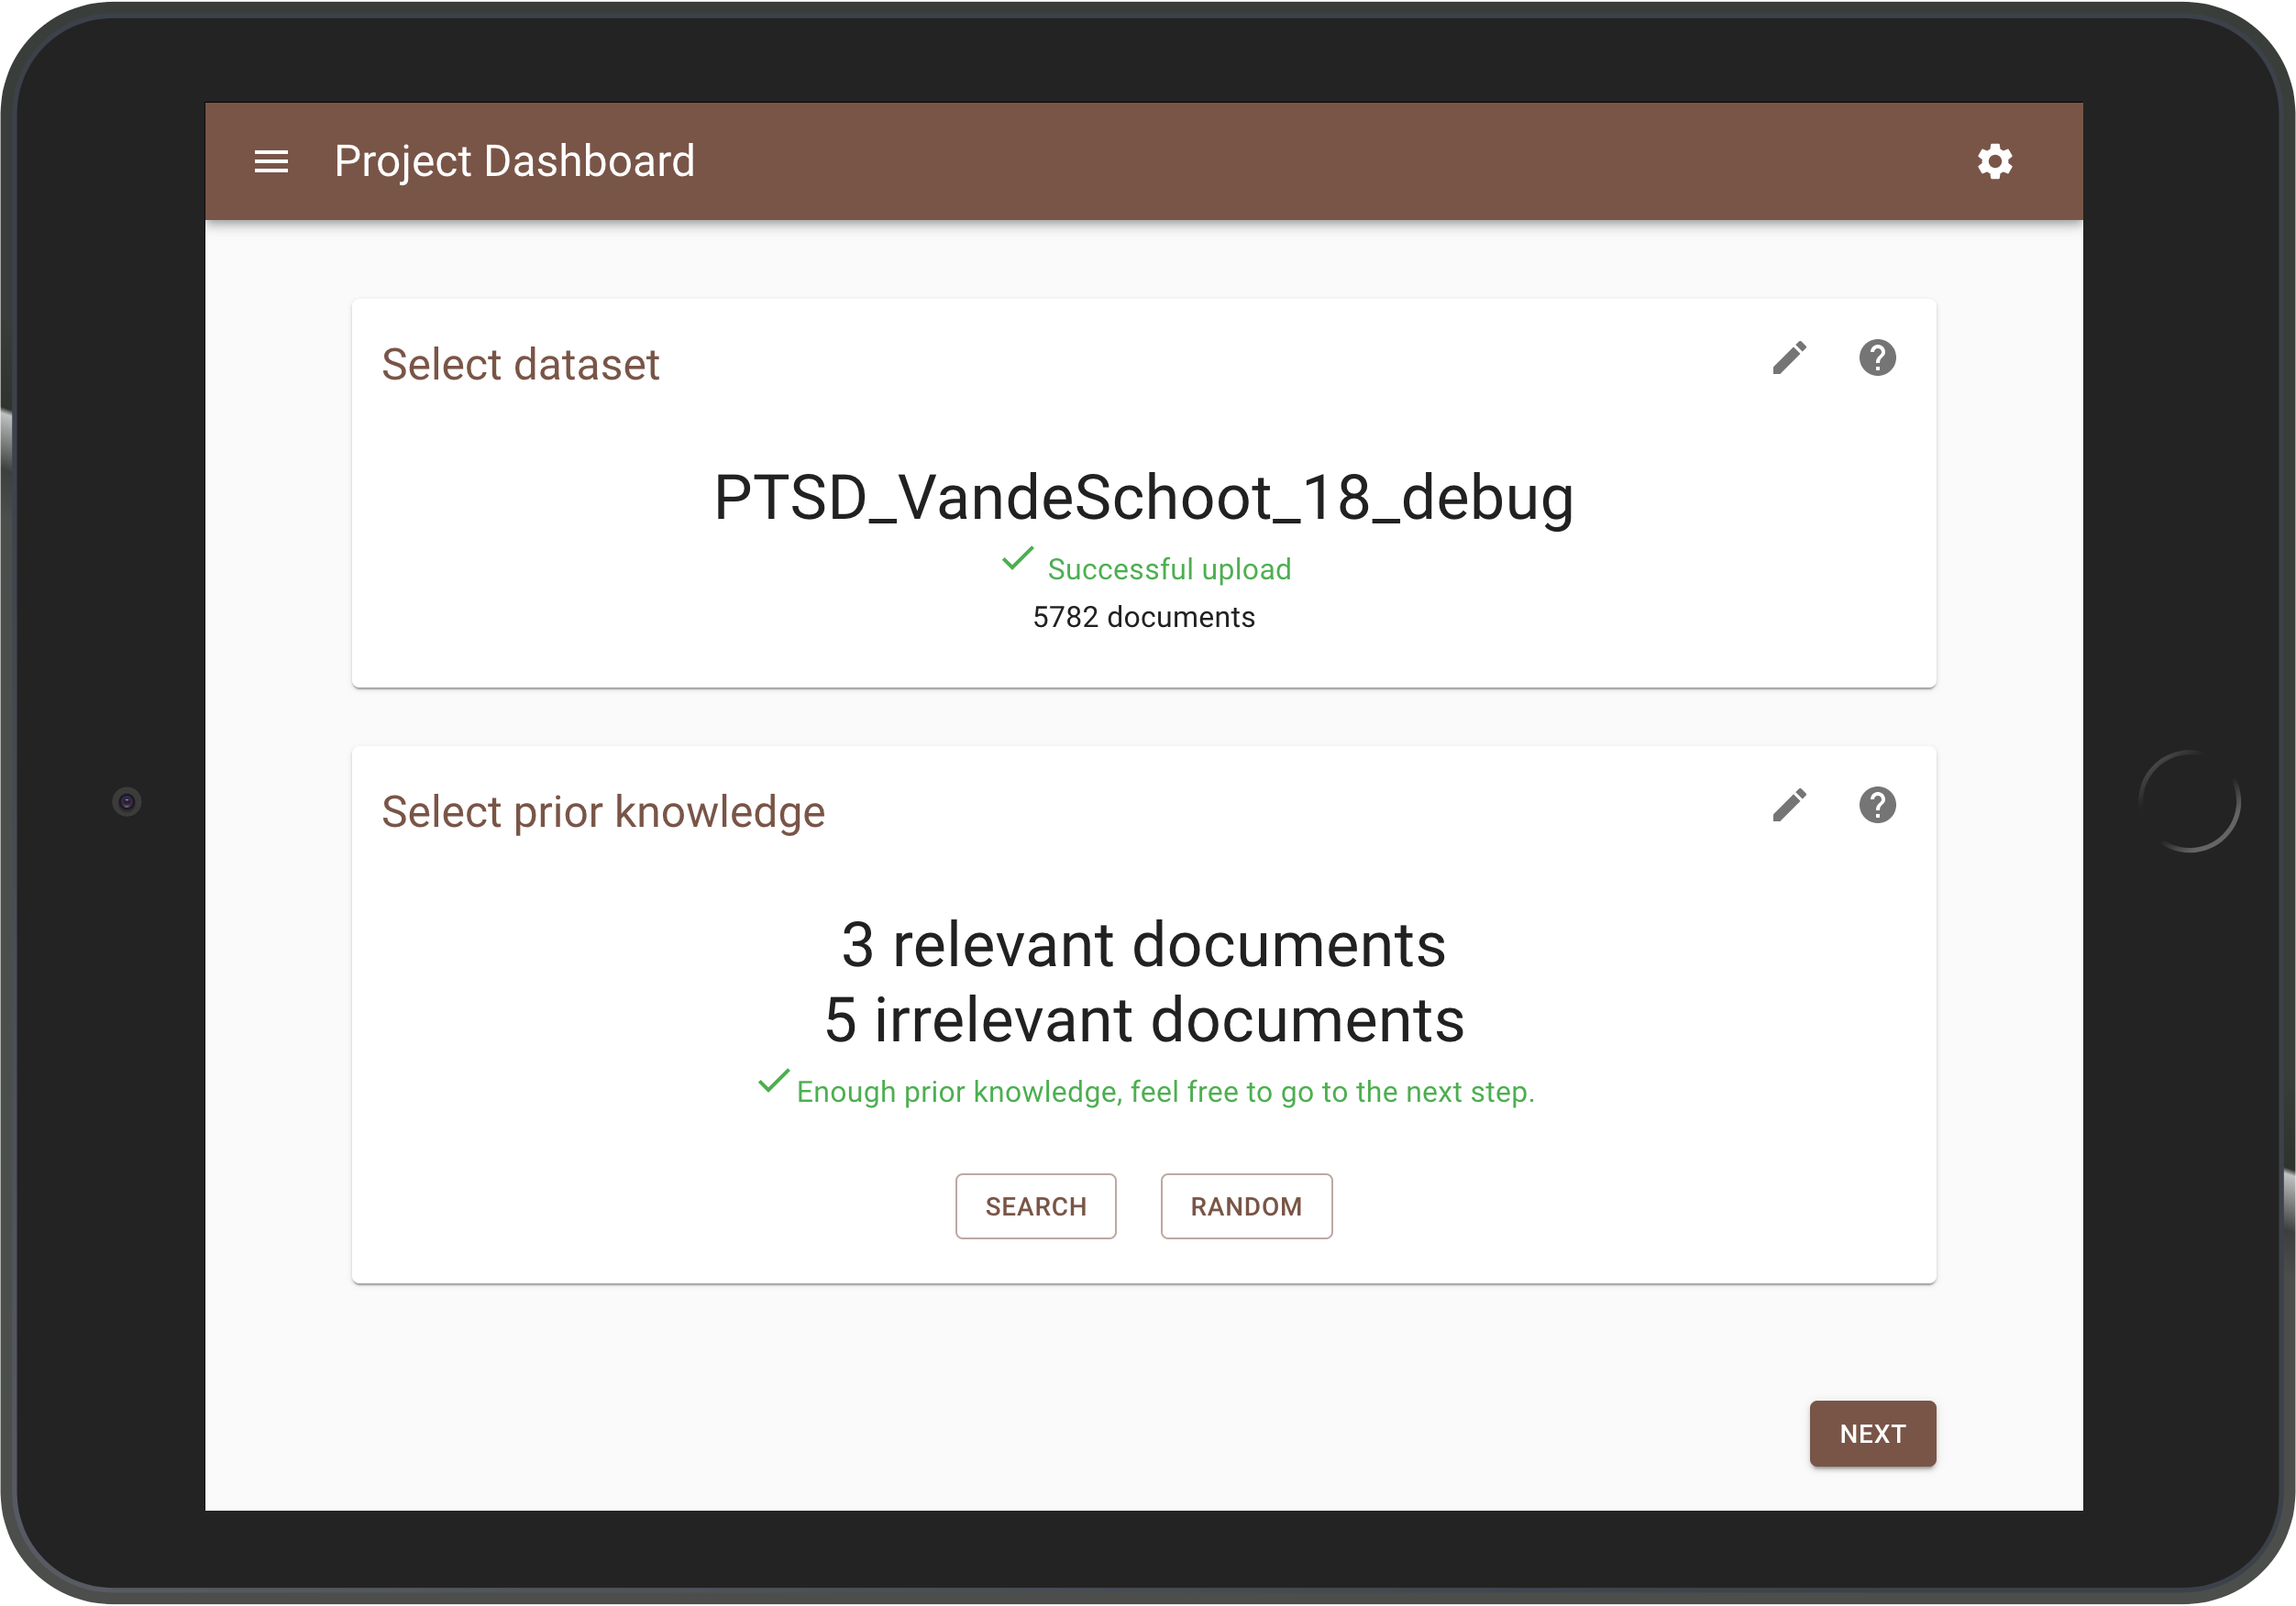 Project Dashboard
Select dataset
PTSD_VandeSchoot_18_debug
Successful upload
5782 documents
Select prior knowledge
3 relevant documents
5 irrelevant documents
Enough prior knowledge, feel free to go to the next step.
SEARCH RANDOM
NEXT